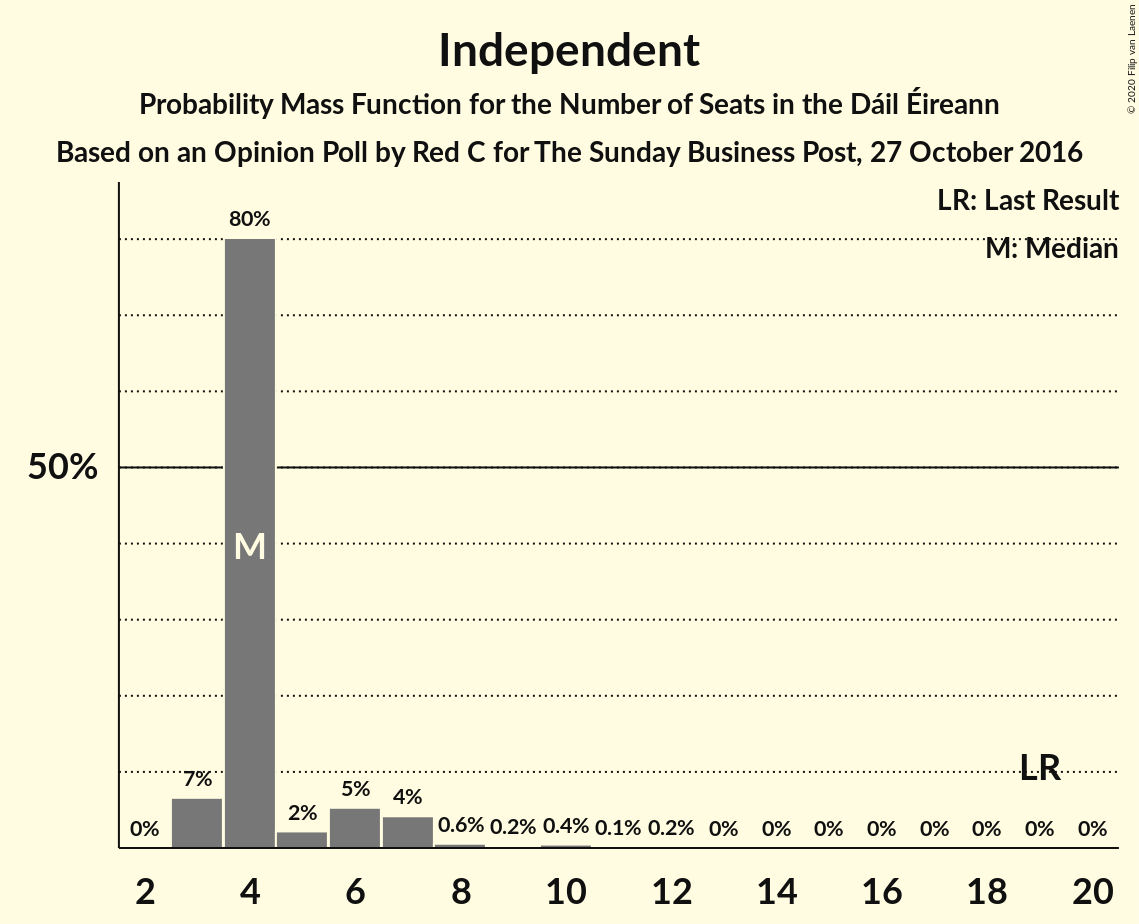 Independent
Probability Mass Function for the Number of Seats in the Dáil Éireann
Based on an Opinion Poll by Red C for The Sunday Business Post, 27 October 2016
© 2020 Filip van Laenen
LR: Last Result
M: Median
50%
0% 7% 80% 2% 5% 4% 0.6% 0.2% 0.4% 0.1% 0.2% 0% 0% 0% 0% 0% 0% 0% 0%
M
LR
2 4 6 8 10 12 14 16 18 20